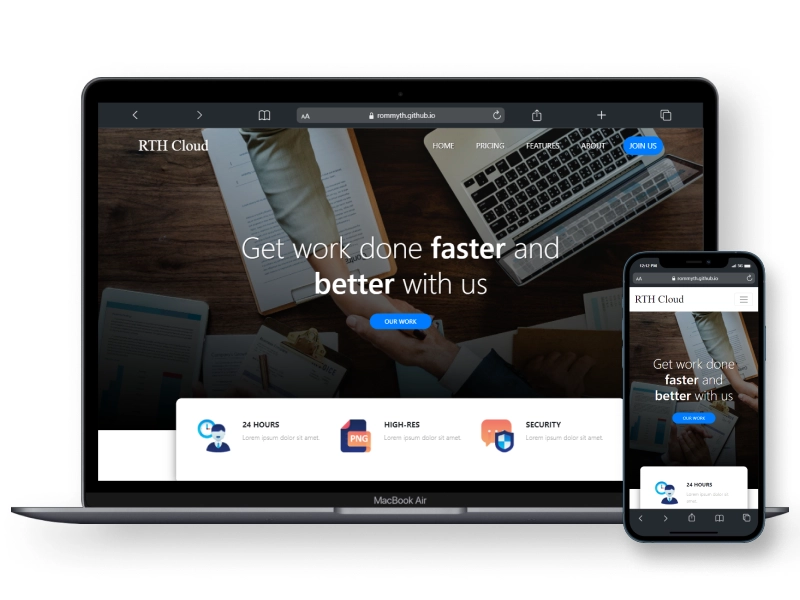 AA rommyth.github.io
RTH Cloud HOME PRICING FEATURES ABOUT JOIN US
Get work done faster and
better with us
OUR WORK
24 HOURS
Lorem ipsum dolor sit amet.
PNG
HIGH-RES
Lorem ipsum dolor sit amet.
SECURITY
Lorem ipsum dolor sit amet.
MacBook Air
12:12 PM 5G
AA rommyth.github.io
RTH Cloud
Get work done
faster and
better with us
OUR WORK
24 HOURS
Lorem ipsum dolor sit
amet.